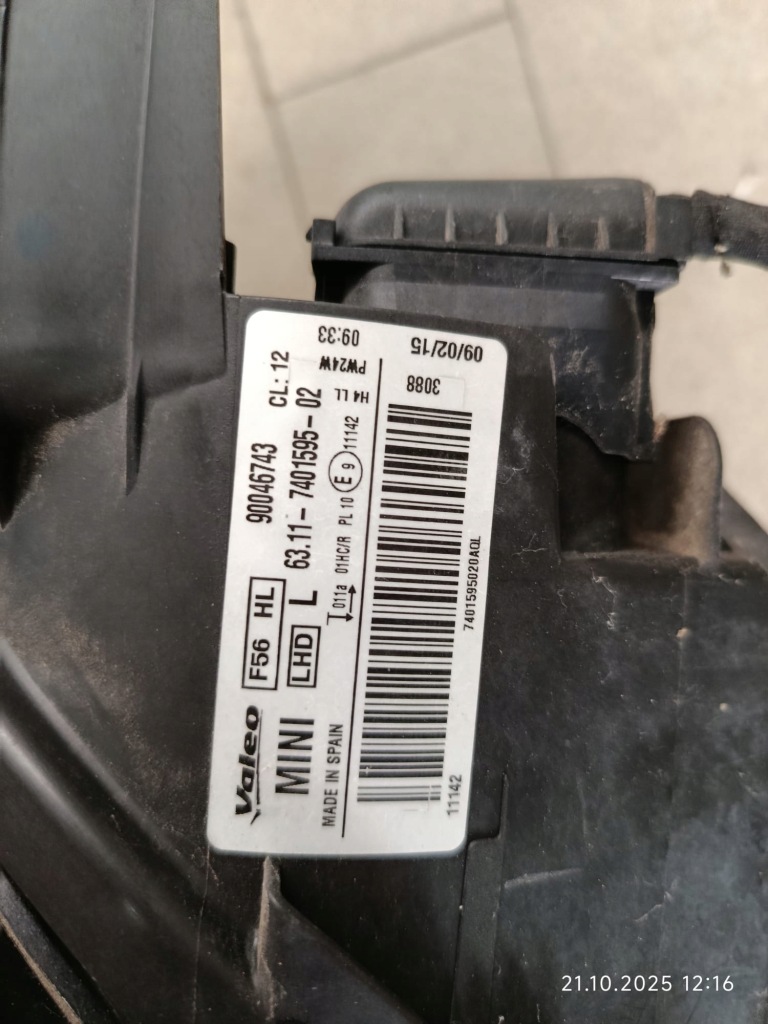 Valeo F56 HL 90046743 CL: 12
MINI LHD L 63.11-7401595-02
MADE IN SPAIN
011a 01HC/R PL 10 E9 11142
H4 LL
PW24W
09:33
3088
09/02/15
7401595020AQL
11142
21.10.2025 12:16